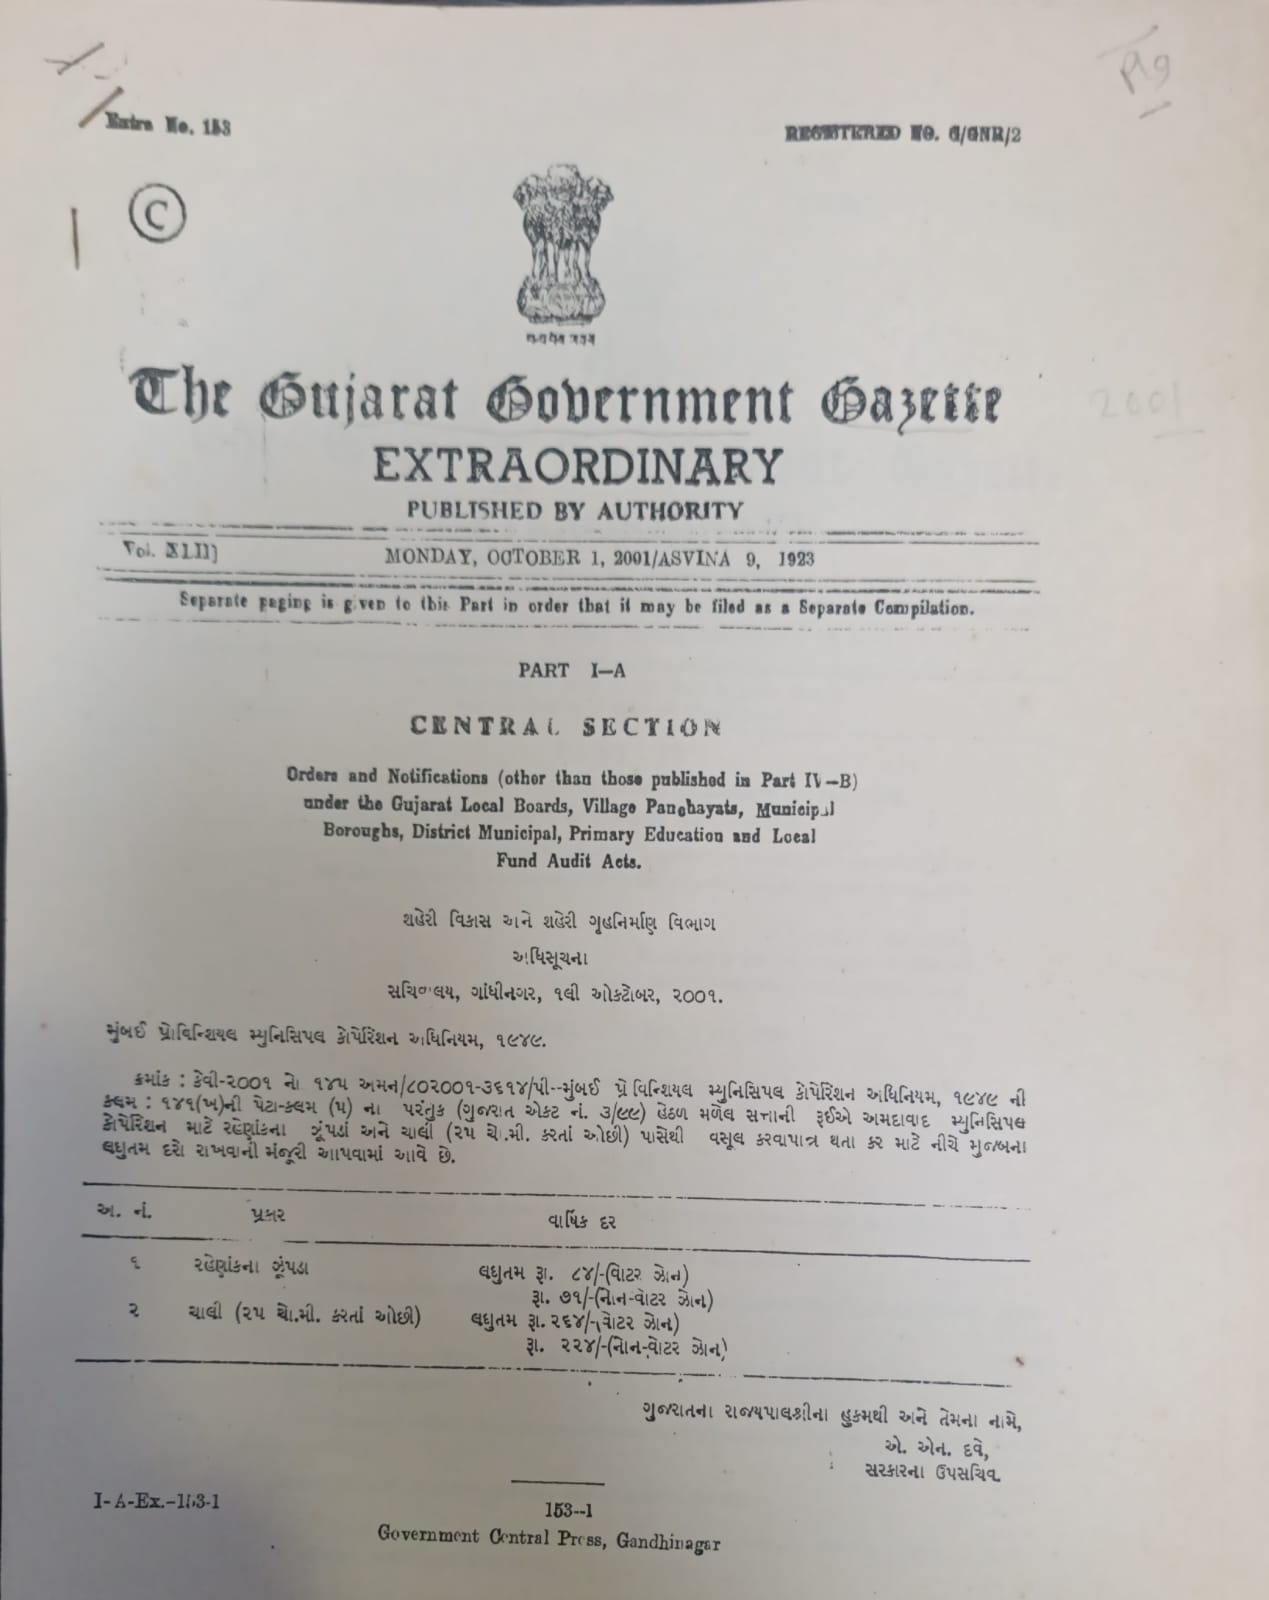 Extra No. 153
REGISTERED NO. G/GNR/2
C
The Gujarat Government Gazette
EXTRAORDINARY
PUBLISHED BY AUTHORITY
Vol. XLII]
MONDAY, OCTOBER 1, 2001/ASVINA 9, 1923
Separate paging is given to this Part in order that it may be filed as a Separate Compilation.
PART I—A
CENTRAL SECTION
Orders and Notifications (other than those published in Part IV—B)
under the Gujarat Local Boards, Village Panchayats, Municipal
Boroughs, District Municipal, Primary Education and Local
Fund Audit Acts.
શહેરી વિકાસ અને શહેરી ગૃહનિર્માણ વિભાગ
અધિસૂચના
સચિવાલય, ગાંધીનગર, ૧લી ઓક્ટોબર, ૨૦૦૧.
મુંબઈ પ્રોવિન્શિયલ મ્યુનિસિપલ કોર્પોરેશન અધિનિયમ, ૧૯૪૯.
ક્રમાંક : કેવી-૨૦૦૧ નો ૧૪૫ અમન/૮૦૨૦૦૧-૩૬૧૪/પી--મુંબઈ પ્રોવિન્શિયલ મ્યુનિસિપલ કોર્પોરેશન અધિનિયમ, ૧૯૪૯ ની
કલમ : ૧૪૧(ખ)ની પેટા-કલમ (૫) ના પરંતુક (ગુજરાત એક્ટ નં. ૩/૯૯) હેઠળ મળેલ સત્તાની રૂઈએ અમદાવાદ મ્યુનિસિપલ
કોર્પોરેશન માટે રહેણાંકના ઝૂંપડા અને ચાલી (૨૫ ચો.મી. કરતાં ઓછી) પાસેથી વસૂલ કરવાપાત્ર થતા કર માટે નીચે મુજબના
લઘુતમ દરો રાખવાની મંજૂરી આપવામાં આવે છે.
અ. નં. પ્રકાર વાર્ષિક દર
૧ રહેણાંકના ઝૂંપડા લઘુતમ રૂા. ૮૪/-(વોટર ઝોન)
રૂા. ૭૧/-(નોન-વોટર ઝોન)
૨ ચાલી (૨૫ ચો.મી. કરતાં ઓછી) લઘુતમ રૂા. ૨૬૪/-(વોટર ઝોન)
રૂા. ૨૨૪/-(નોન-વોટર ઝોન)
ગુજરાતના રાજ્યપાલશ્રીના હુકમથી અને તેમના નામે,
એ. એન. દવે,
સરકારના ઉપસચિવ.
I-A-Ex.-153-1
153--1
Government Central Press, Gandhinagar
2001